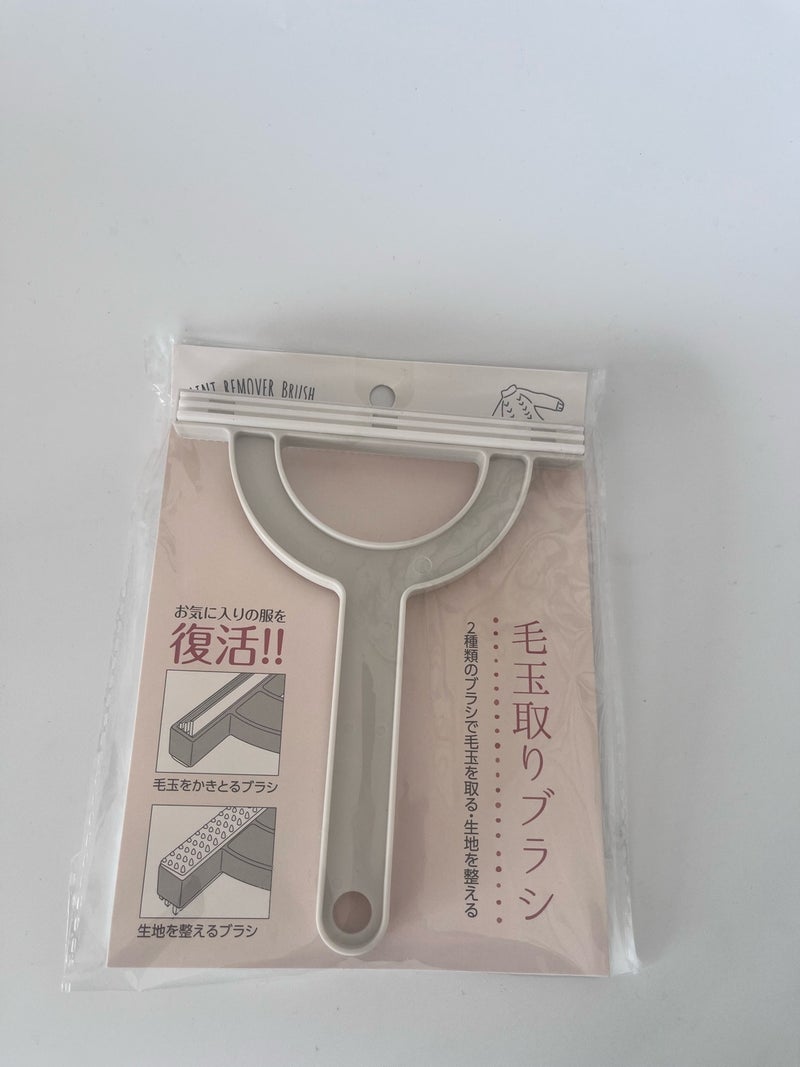 LINT REMOVER BRUSH
毛玉取りブラシ
2種類のブラシで毛玉を取る・生地を整える
お気に入りの服を
復活!!
毛玉をかきとるブラシ
生地を整えるブラシ